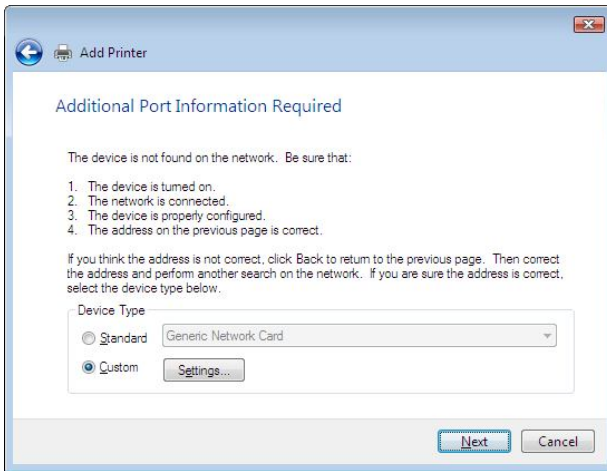 Add Printer
Additional Port Information Required
The device is not found on the network.  Be sure that:
1.  The device is turned on.
2.  The network is connected.
3.  The device is properly configured.
4.  The address on the previous page is correct.
If you think the address is not correct, click Back to return to the previous page.  Then correct
the address and perform another search on the network.  If you are sure the address is correct,
select the device type below.
Device Type
Standard
Generic Network Card
Custom
Settings...
Next
Cancel